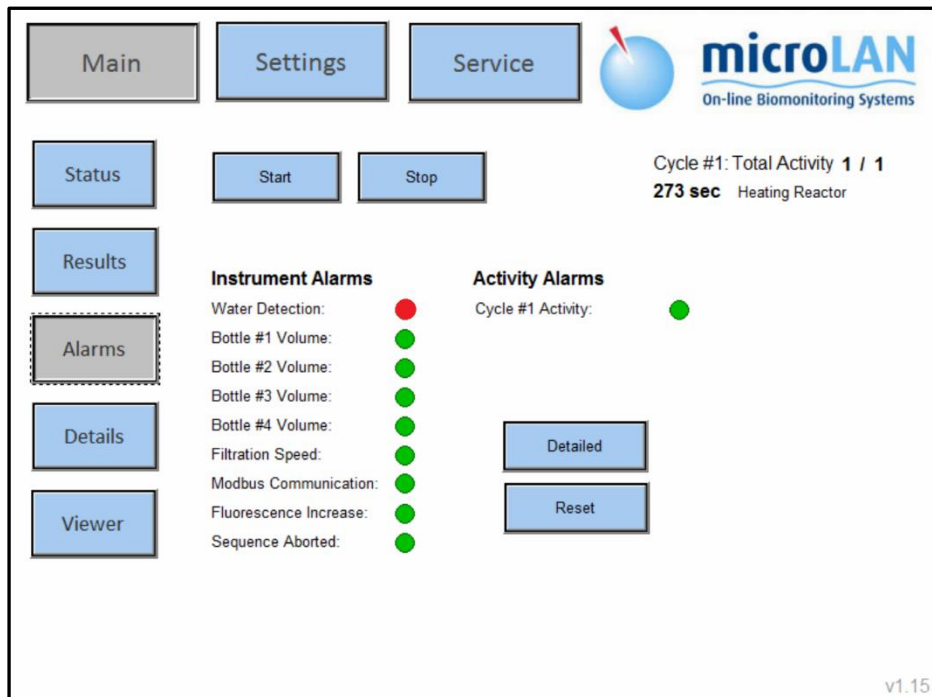 Main
Settings
Service
microLAN
On-line Biomonitoring Systems
Status
Start
Stop
Cycle #1: Total Activity 1 / 1
273 sec Heating Reactor
Results
Alarms
Details
Viewer
Instrument Alarms
Water Detection:
Bottle #1 Volume:
Bottle #2 Volume:
Bottle #3 Volume:
Bottle #4 Volume:
Filtration Speed:
Modbus Communication:
Fluorescence Increase:
Sequence Aborted:
Activity Alarms
Cycle #1 Activity:
Detailed
Reset
v1.15